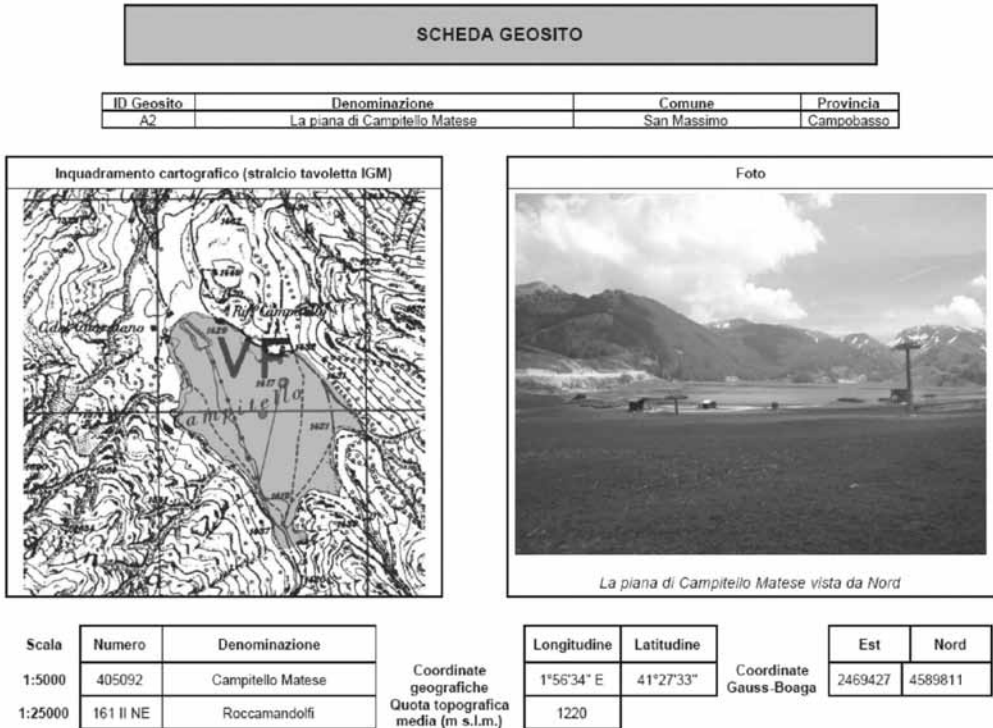 SCHEDA GEOSITO
ID Geosito Denominazione Comune Provincia
A2 La piana di Campitello Matese San Massimo Campobasso
Inquadramento cartografico (stralcio tavoletta IGM)
Foto
VF
1617
1621
ampitello
La piana di Campitello Matese vista da Nord
Scala Numero Denominazione
1:5000 405092 Campitello Matese
1:25000 161 II NE Roccamandolfi
Longitudine Latitudine
Coordinate geografiche 1°56'34" E 41°27'33"
Quota topografica media (m s.l.m.) 1220
Est Nord
Coordinate Gauss-Boaga 2469427 4589811